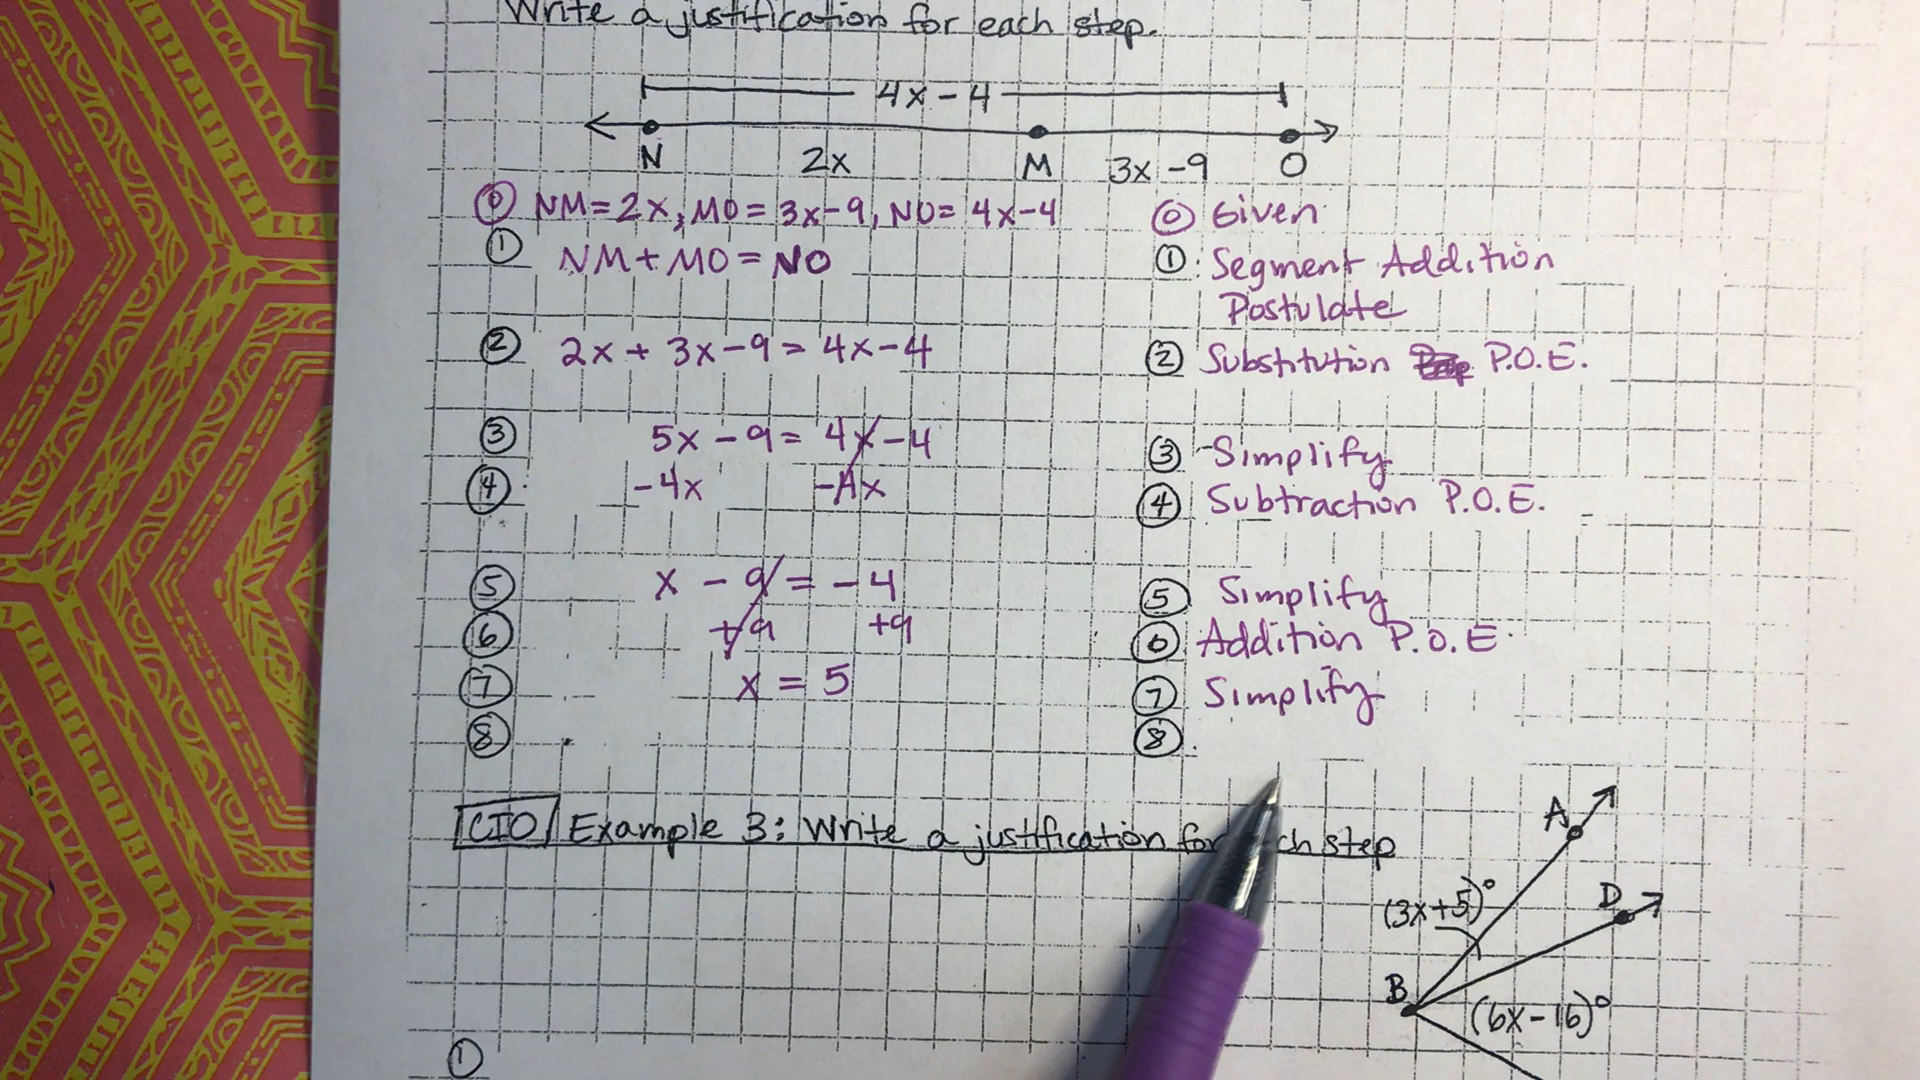 Write a justification for each step.
4x - 4
N 2x M 3x - 9 O
⓪ NM = 2x, MO = 3x-9, NO = 4x-4 ⓪ Given
① NM + MO = NO ① Segment Addition
Postulate
② 2x + 3x - 9 = 4x - 4 ② Substitution P.O.E.
③ 5x - 9 = 4x - 4 ③ Simplify
④ -4x -4x ④ Subtraction P.O.E.
⑤ x - 9 = - 4 ⑤ Simplify
⑥ +9 +9 ⑥ Addition P.O.E
⑦ x = 5 ⑦ Simplify
⑧ ⑧
CIO Example 3: Write a justification for ch step
A
(3x+5)° D
B (6x-16)°
①